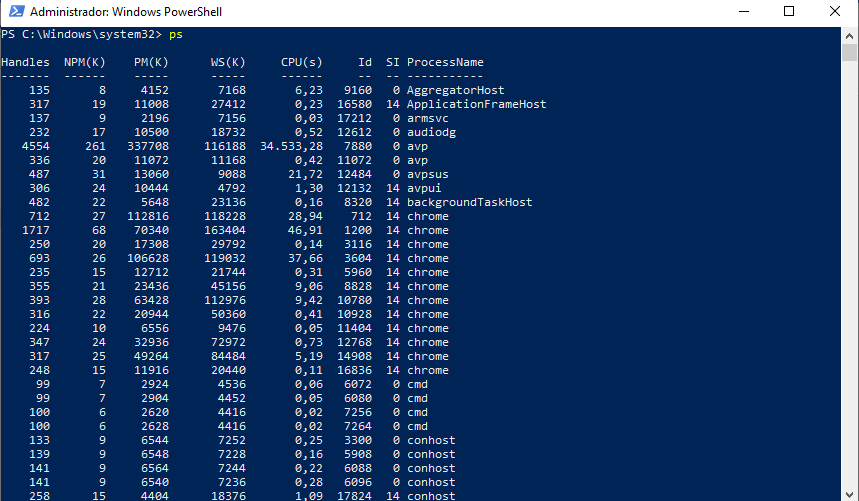 Administrador: Windows PowerShell
PS C:\Windows\system32> ps
Handles NPM(K) PM(K) WS(K) CPU(s) Id SI ProcessName
------- ------ ----- ----- ------ -- -- -----------
135 8 4152 7168 6,23 9160 0 AggregatorHost
317 19 11008 27412 0,23 16580 14 ApplicationFrameHost
137 9 2196 7156 0,03 17212 0 armsvc
232 17 10500 18732 0,52 12612 0 audiodg
4554 261 337708 116188 34.533,28 7880 0 avp
336 20 11072 11168 0,42 11072 0 avp
487 31 13060 9088 21,72 12484 0 avpsus
306 24 10444 4792 1,30 12132 14 avpui
482 22 5648 23136 0,16 8320 14 backgroundTaskHost
712 27 112816 118228 28,94 712 14 chrome
1717 68 70340 163404 46,91 1200 14 chrome
250 20 17308 29792 0,14 3116 14 chrome
693 26 106628 119032 37,66 3604 14 chrome
235 15 12712 21744 0,31 5960 14 chrome
355 21 23436 45156 9,06 8828 14 chrome
393 28 63428 112976 9,42 10780 14 chrome
316 22 20944 50360 0,41 10928 14 chrome
224 10 6556 9476 0,05 11404 14 chrome
347 24 32936 72972 0,73 12768 14 chrome
317 25 49264 84484 5,19 14908 14 chrome
248 15 11916 20440 0,11 16836 14 chrome
99 7 2924 4536 0,06 6072 0 cmd
99 7 2904 4452 0,05 6080 0 cmd
100 6 2620 4416 0,02 7256 0 cmd
100 6 2628 4416 0,02 7264 0 cmd
133 9 6544 7252 0,25 3300 0 conhost
139 9 6548 7228 0,16 5908 0 conhost
141 9 6564 7244 0,22 6088 0 conhost
141 9 6540 7236 0,28 6096 0 conhost
258 15 4404 18376 1,09 17824 14 conhost